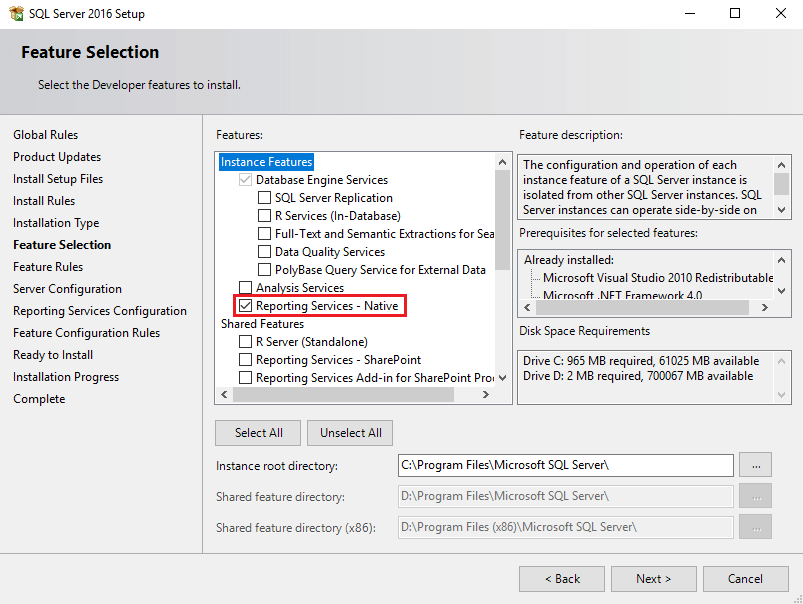 SQL Server 2016 Setup
Feature Selection
Select the Developer features to install.
Global Rules
Product Updates
Install Setup Files
Install Rules
Installation Type
Feature Selection
Feature Rules
Server Configuration
Reporting Services Configuration
Feature Configuration Rules
Ready to Install
Installation Progress
Complete
Features:
Instance Features
Database Engine Services
SQL Server Replication
R Services (In-Database)
Full-Text and Semantic Extractions for Sea
Data Quality Services
PolyBase Query Service for External Data
Analysis Services
Reporting Services - Native
Shared Features
R Server (Standalone)
Reporting Services - SharePoint
Reporting Services Add-in for SharePoint Pro
Feature description:
The configuration and operation of each
instance feature of a SQL Server instance is
isolated from other SQL Server instances. SQL
Server instances can operate side-by-side on
Prerequisites for selected features:
Already installed:
Microsoft Visual Studio 2010 Redistributable
Microsoft .NET Framework 4.0
Disk Space Requirements
Drive C: 965 MB required, 61025 MB available
Drive D: 2 MB required, 700067 MB available
Select All
Unselect All
Instance root directory:
C:\Program Files\Microsoft SQL Server\
...
Shared feature directory:
D:\Program Files\Microsoft SQL Server\
...
Shared feature directory (x86):
D:\Program Files (x86)\Microsoft SQL Server\
...
< Back
Next >
Cancel